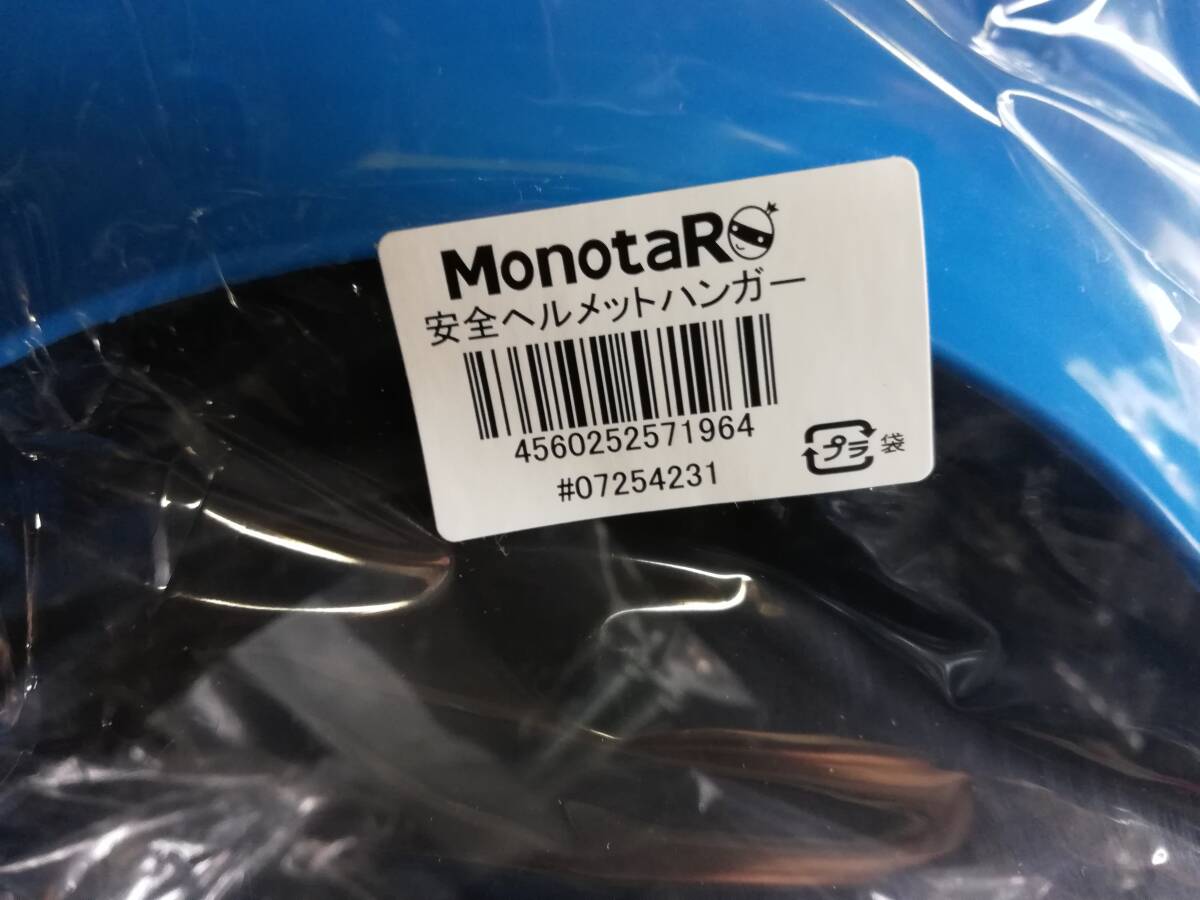 MonotaRO
安全ヘルメットハンガー
4560252571964
#07254231
プラ 袋